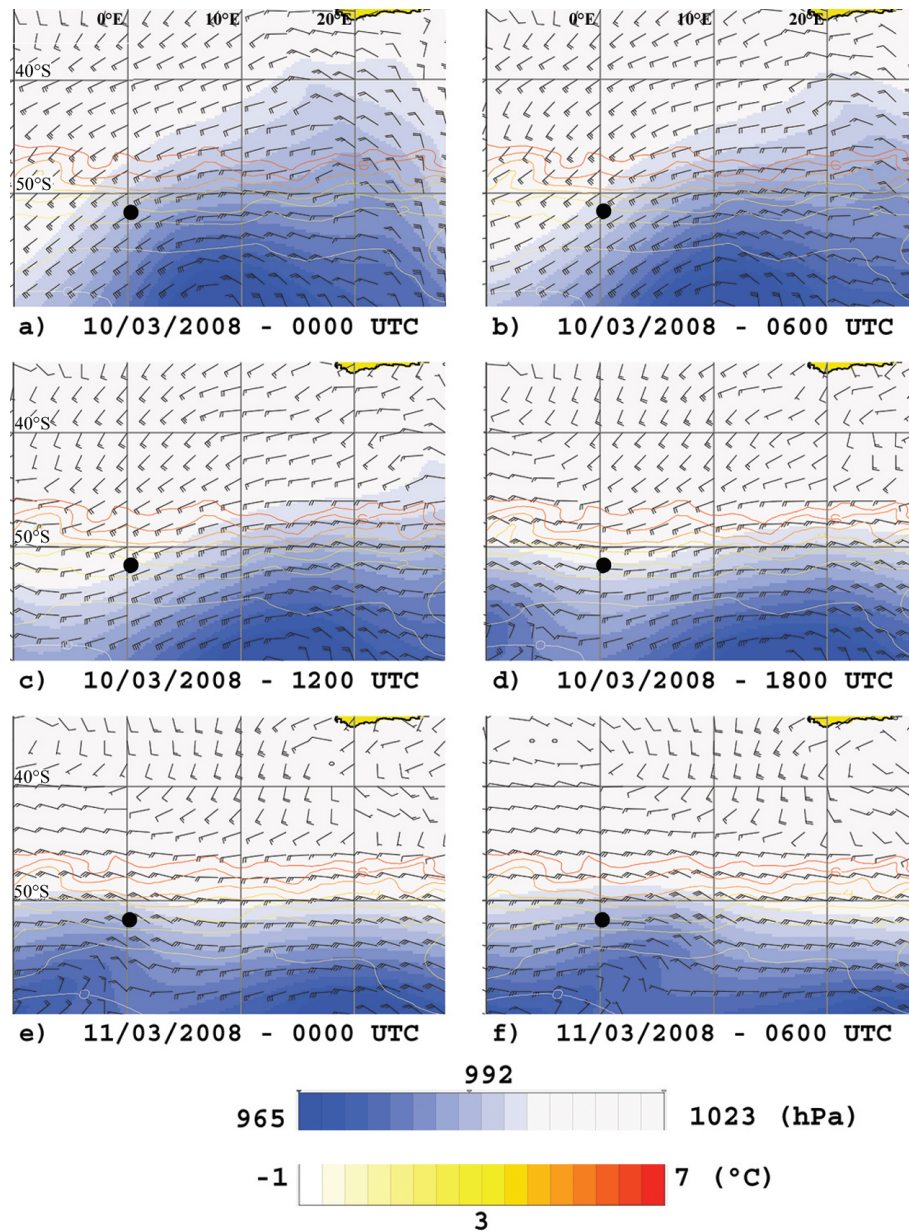 0°E 10°E 20°E 0°E 10°E 20°E
40°S
50°S
a) 10/03/2008 - 0000 UTC b) 10/03/2008 - 0600 UTC
40°S
50°S
c) 10/03/2008 - 1200 UTC d) 10/03/2008 - 1800 UTC
40°S
50°S
e) 11/03/2008 - 0000 UTC f) 11/03/2008 - 0600 UTC
992
965 1023 (hPa)
-1 7 (°C)
3